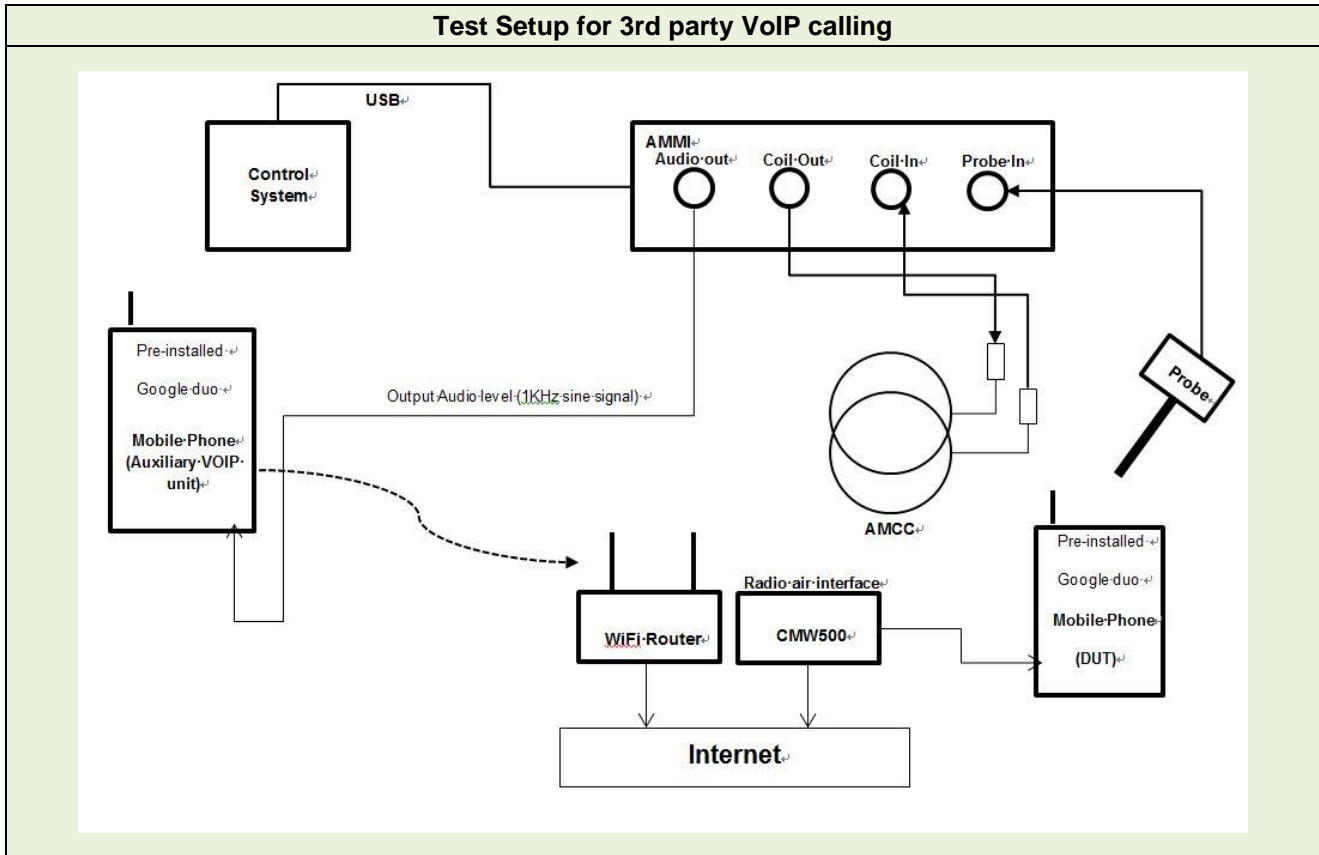 Test Setup for 3rd party VoIP calling
USB
Control
System
AMMI
Audio out
Coil Out
Coil In
Probe In
Pre-installed
Google duo
Mobile Phone
(Auxiliary VOIP
unit)
Output Audio level (1KHz sine signal)
Probe
AMCC
Pre-installed
Google duo
Mobile Phone
(DUT)
WiFi Router
Radio air interface
CMW500
Internet